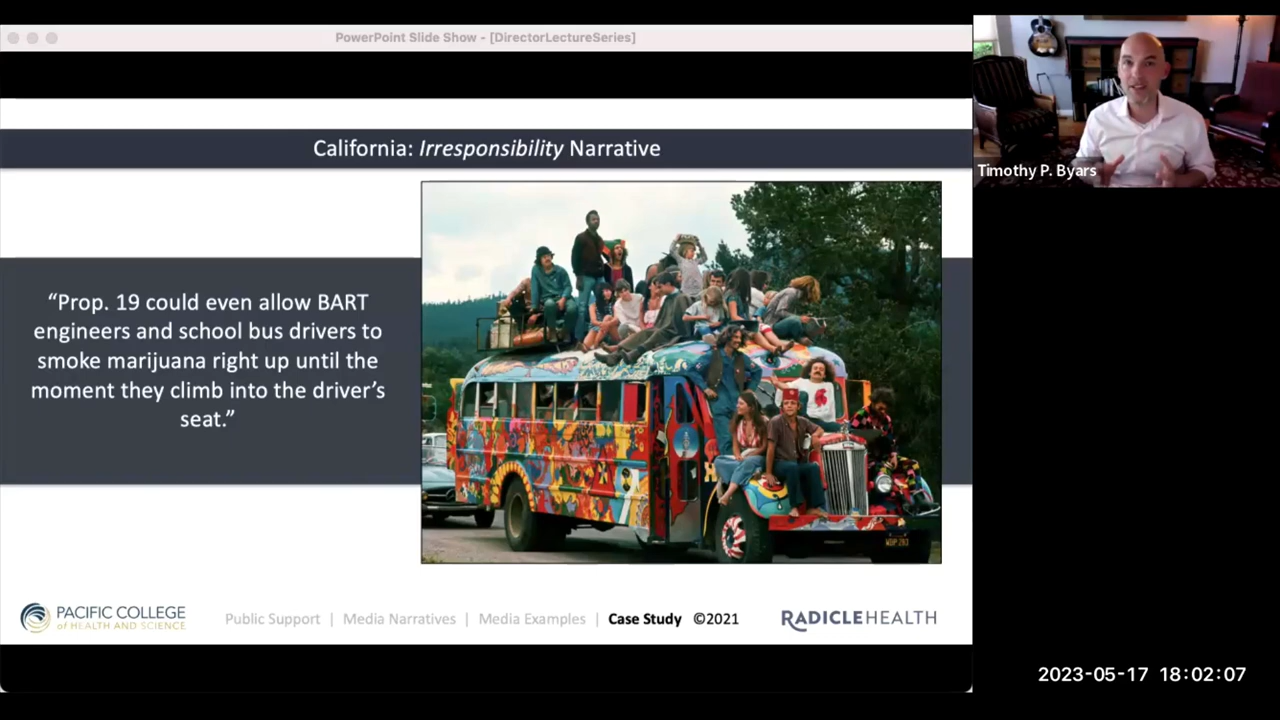 PowerPoint Slide Show - [DirectorLectureSeries]
California: Irresponsibility Narrative
“Prop. 19 could even allow BART
engineers and school bus drivers to
smoke marijuana right up until the
moment they climb into the driver’s
seat.”
PACIFIC COLLEGE
of HEALTH AND SCIENCE
Public Support | Media Narratives | Media Examples | Case Study ©2021
RADICLEHEALTH
Timothy P. Byars
2023-05-17 18:02:07